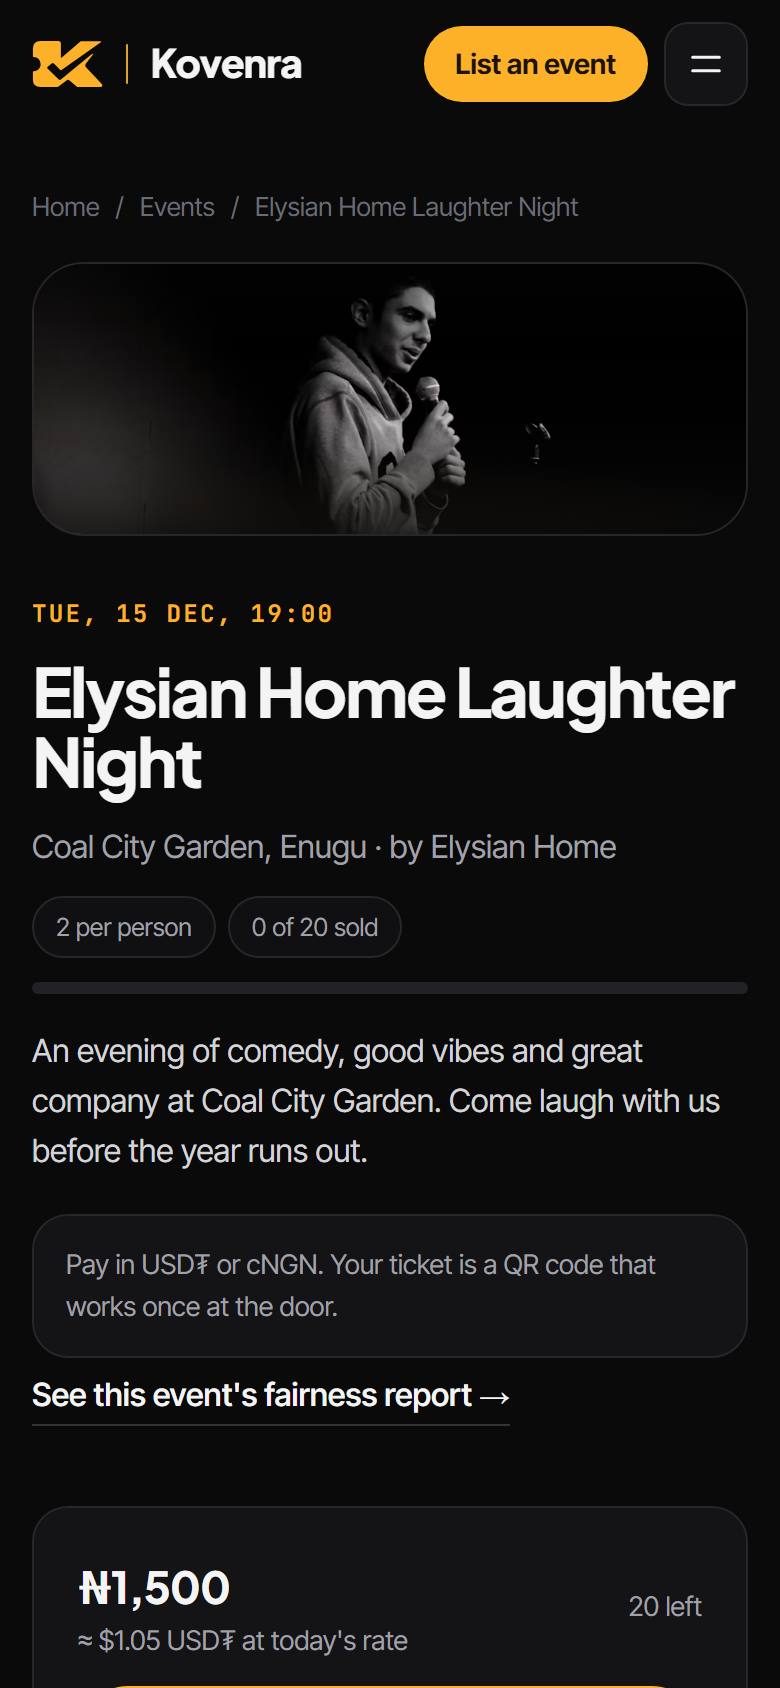 Kovenra
List an event
Home / Events / Elysian Home Laughter Night
TUE, 15 DEC, 19:00
Elysian Home Laughter
Night
Coal City Garden, Enugu · by Elysian Home
2 per person
0 of 20 sold
An evening of comedy, good vibes and great
company at Coal City Garden. Come laugh with us
before the year runs out.
Pay in USD₮ or cNGN. Your ticket is a QR code that
works once at the door.
See this event's fairness report →
₦1,500
20 left
≈ $1.05 USD₮ at today's rate